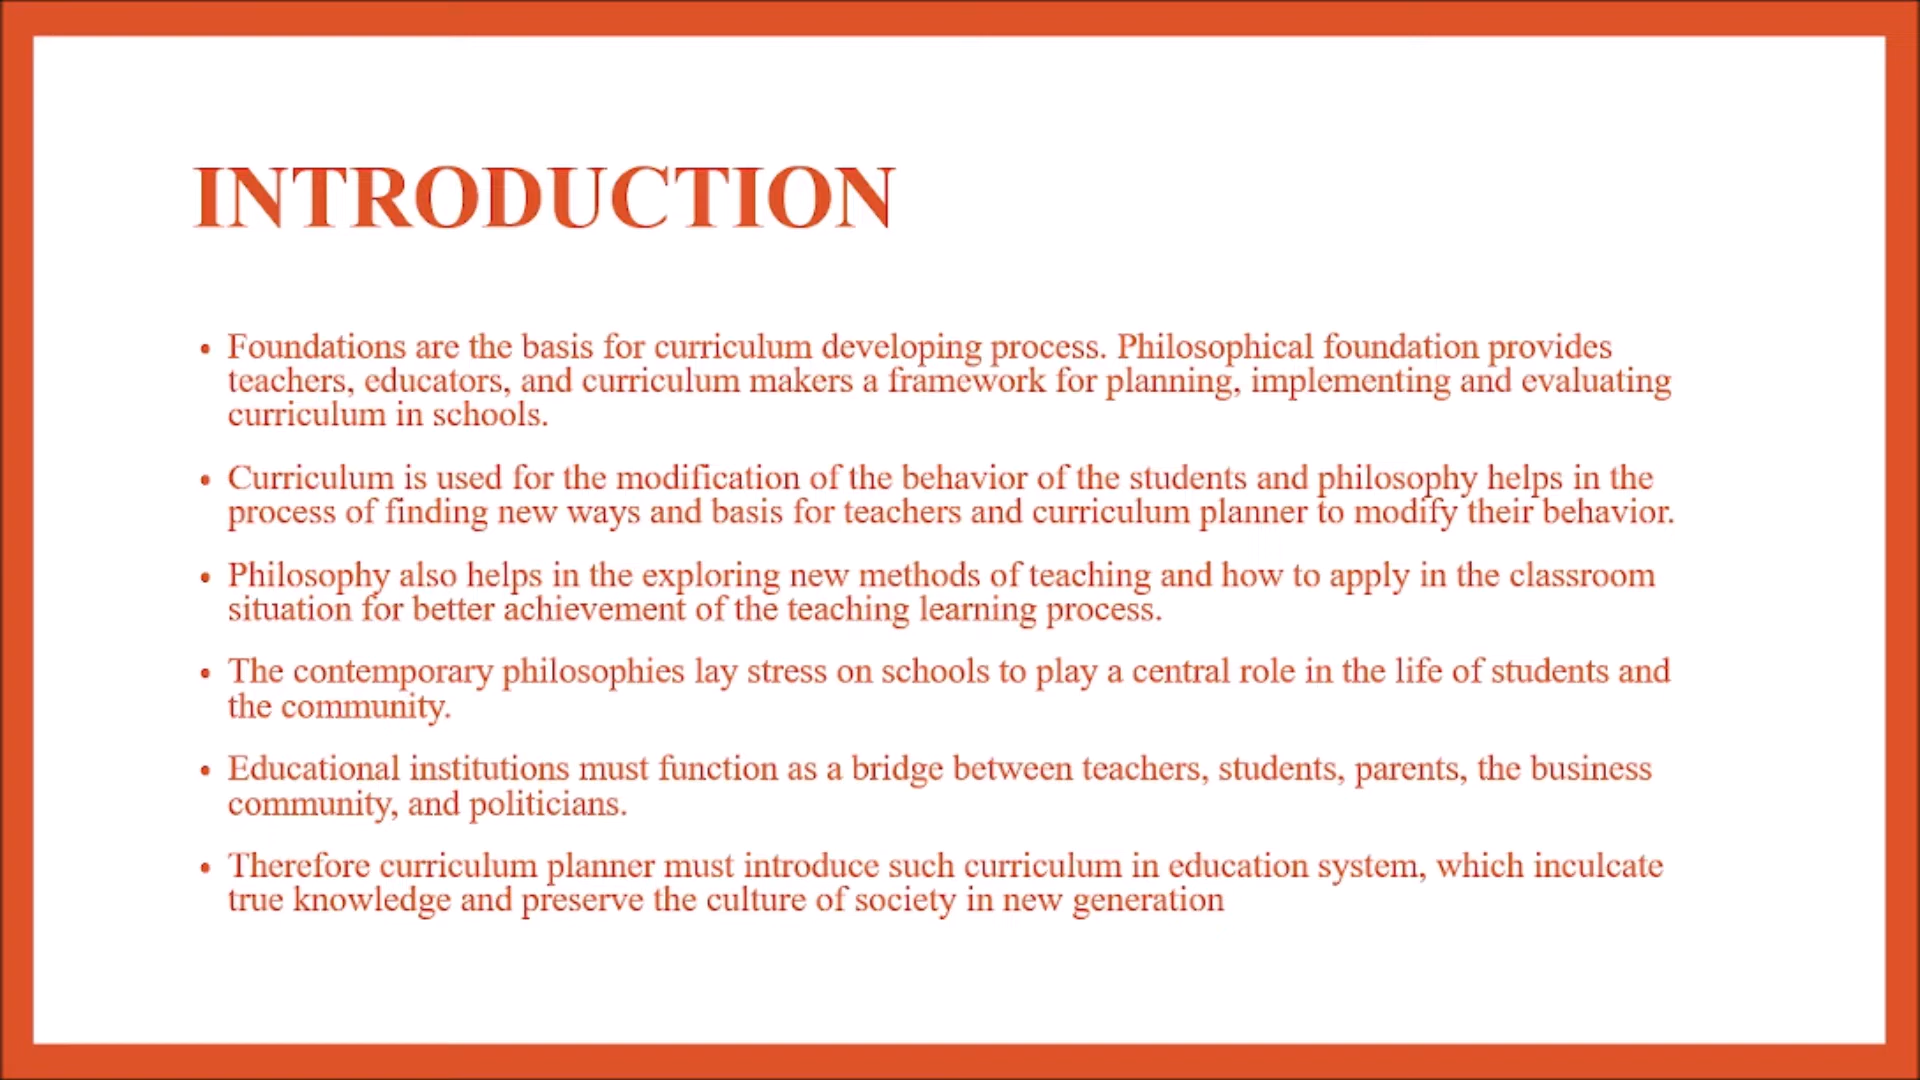 INTRODUCTION
• Foundations are the basis for curriculum developing process. Philosophical foundation provides
teachers, educators, and curriculum makers a framework for planning, implementing and evaluating
curriculum in schools.
• Curriculum is used for the modification of the behavior of the students and philosophy helps in the
process of finding new ways and basis for teachers and curriculum planner to modify their behavior.
• Philosophy also helps in the exploring new methods of teaching and how to apply in the classroom
situation for better achievement of the teaching learning process.
• The contemporary philosophies lay stress on schools to play a central role in the life of students and
the community.
• Educational institutions must function as a bridge between teachers, students, parents, the business
community, and politicians.
• Therefore curriculum planner must introduce such curriculum in education system, which inculcate
true knowledge and preserve the culture of society in new generation